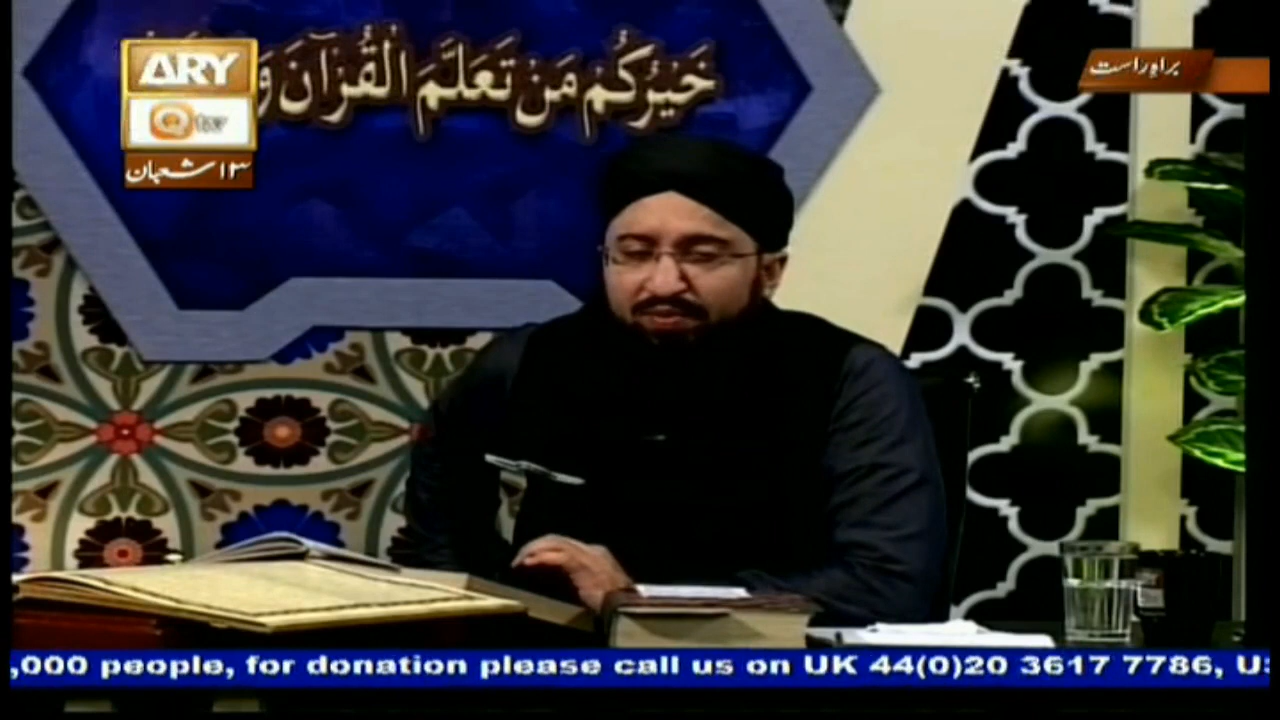 خَيْرُكُمْ مَنْ تَعَلَّمَ الْقُرْآنَ وَ
ARY
Qtv
۱۳ شعبان
براہِ راست
,000 people, for donation please call us on UK 44(0)20 3617 7786, U